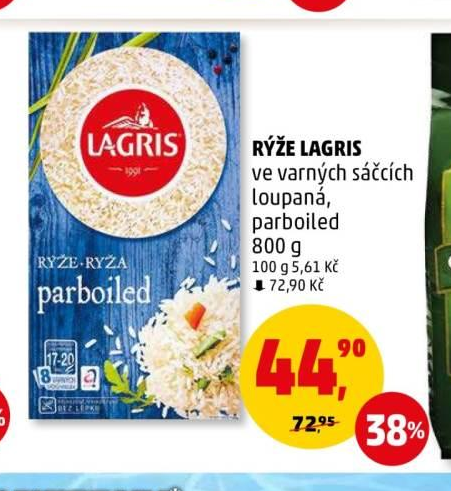 LAGRIS
1991
RÝŽE•RYŽA
parboiled
17-20
8
BEZ LEPKU
RÝŽE LAGRIS
ve varných sáčcích
loupaná,
parboiled
800 g
100 g 5,61 Kč
⬇ 72,90 Kč
44,90
72,95
38%
%